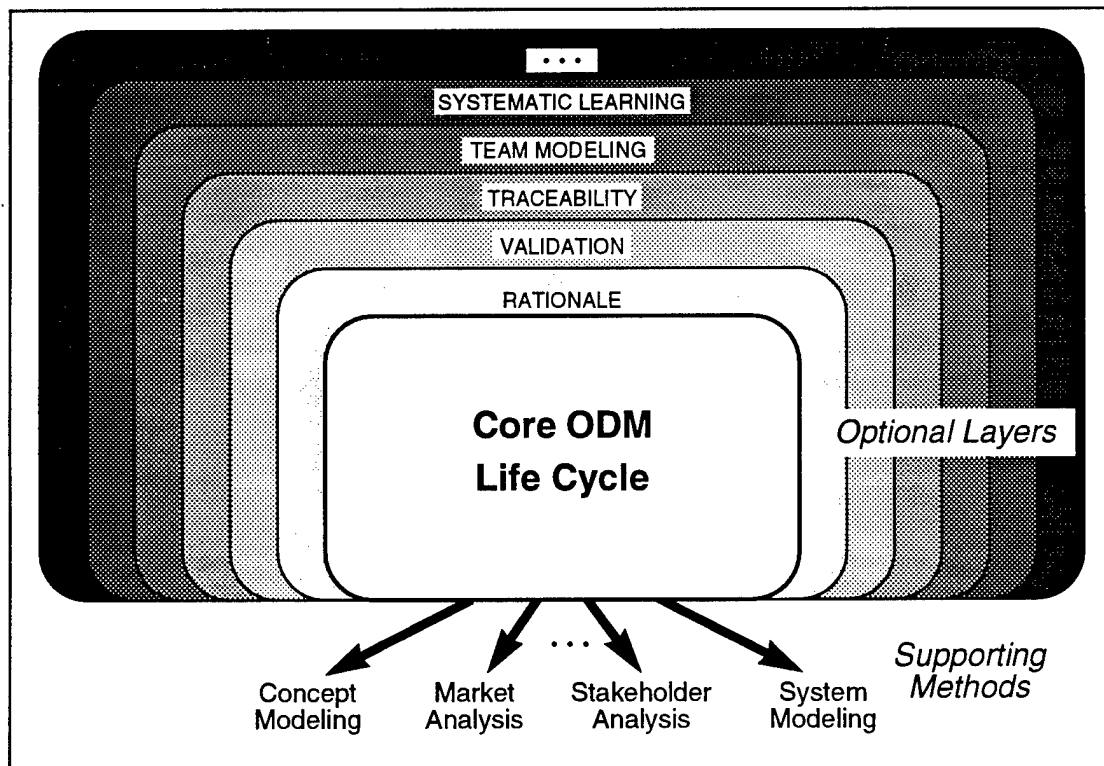 ...
SYSTEMATIC LEARNING
TEAM MODELING
TRACEABILITY
VALIDATION
RATIONALE
Core ODM
Life Cycle
Optional Layers
...
Concept
Modeling
Market
Analysis
Stakeholder
Analysis
System
Modeling
Supporting
Methods